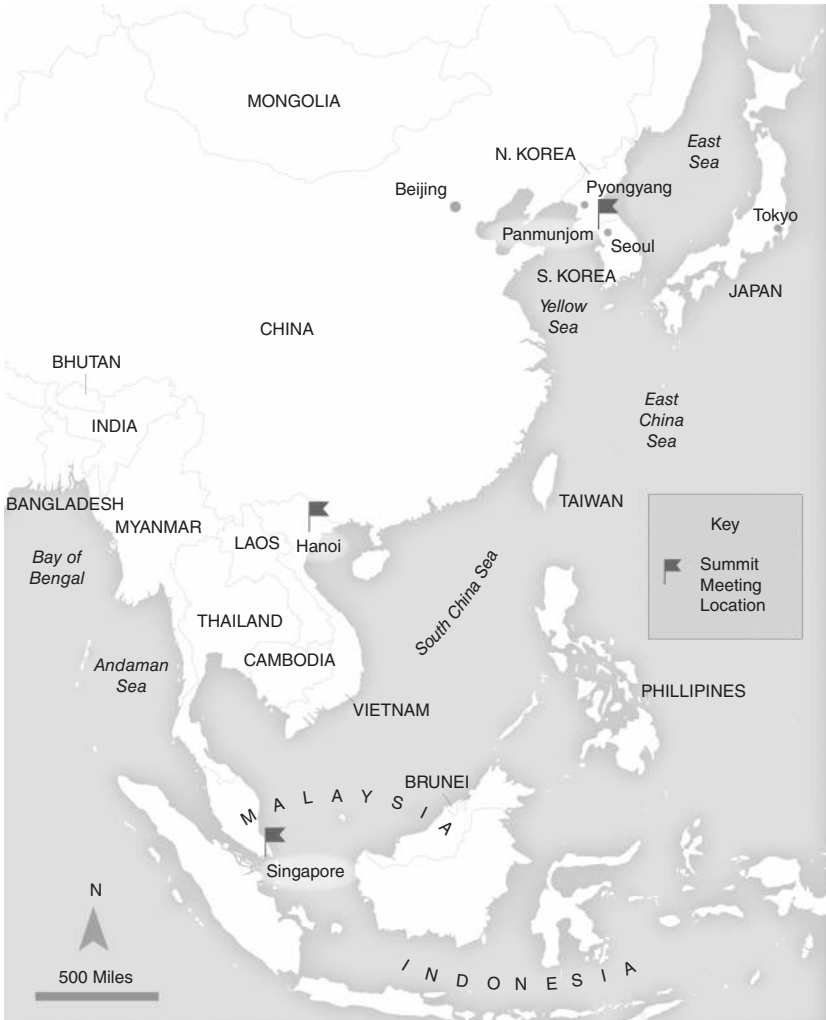 MONGOLIA
East
Sea
N. KOREA
Beijing
Pyongyang
Tokyo
Panmunjom
Seoul
S. KOREA
JAPAN
Yellow
Sea
CHINA
BHUTAN
East
China
Sea
INDIA
BANGLADESH
TAIWAN
MYANMAR
Key
LAOS
Hanoi
Bay of
Bengal
South China Sea
Summit
Meeting
Location
THAILAND
CAMBODIA
Andaman
Sea
PHILLIPINES
VIETNAM
BRUNEI
MALAYSIA
Singapore
N
500 Miles
INDONESIA